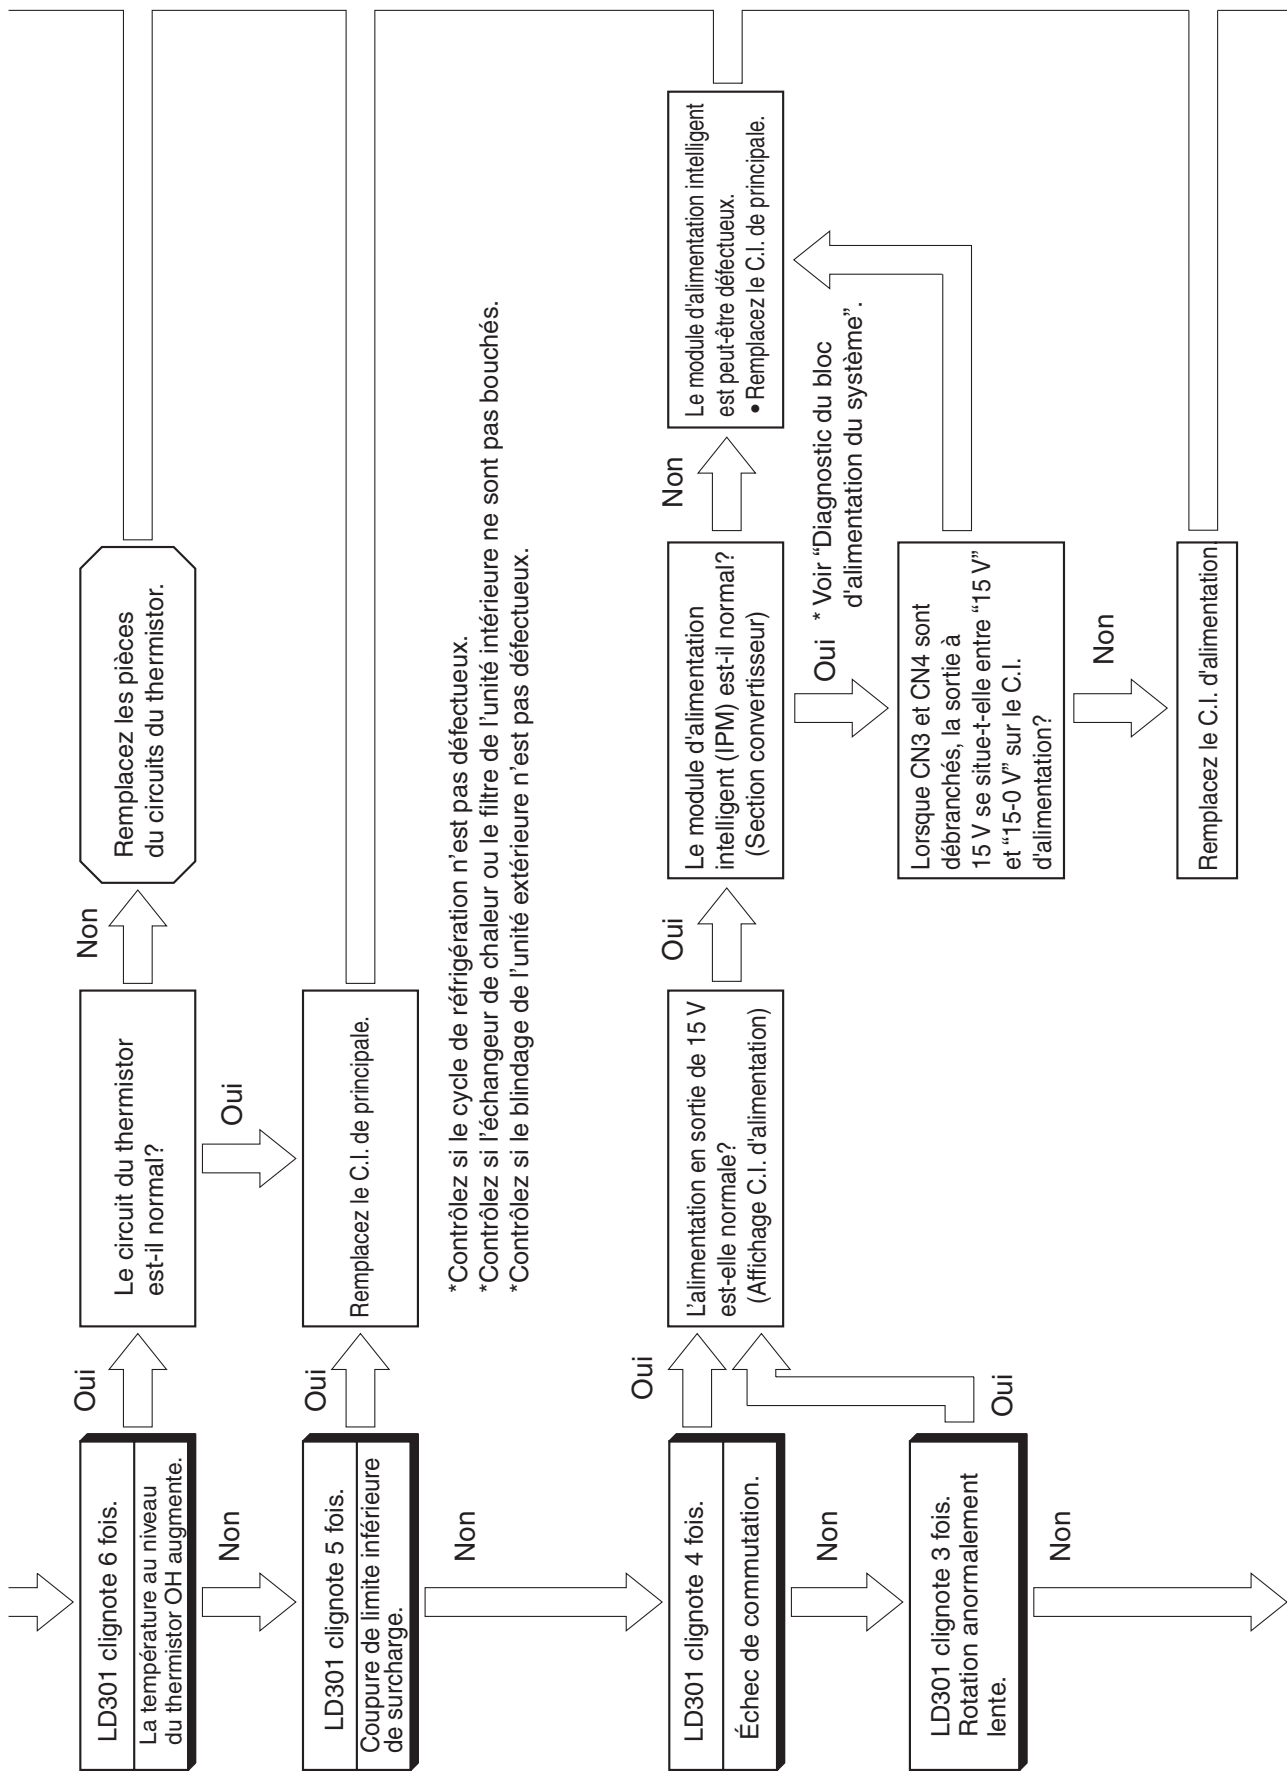 LD301 clignote 6 fois.
La température au niveau
du thermistor OH augmente.
Oui
Le circuit du thermistor
est-il normal?
Non
Remplacez les pièces
du circuits du thermistor.
Non
Oui
LD301 clignote 5 fois.
Coupure de limite inférieure
de surcharge.
Oui
Remplacez le C.I. de principale.
*Contrôlez si le cycle de réfrigération n'est pas défectueux.
*Contrôlez si l'échangeur de chaleur ou le filtre de l'unité intérieure ne sont pas bouchés.
*Contrôlez si le blindage de l'unité extérieure n'est pas défectueux.
Non
LD301 clignote 4 fois.
Échec de commutation.
Oui
L'alimentation en sortie de 15 V
est-elle normale?
(Affichage C.I. d'alimentation)
Oui
Le module d'alimentation
intelligent (IPM) est-il normal?
(Section convertisseur)
Non
Le module d'alimentation intelligent
est peut-être défectueux.
• Remplacez le C.I. de principale.
Non
Oui
* Voir “Diagnostic du bloc
d'alimentation du système”.
LD301 clignote 3 fois.
Rotation anormalement
lente.
Oui
Lorsque CN3 et CN4 sont
débranchés, la sortie à
15 V se situe-t-elle entre “15 V”
et “15-0 V” sur le C.I.
d'alimentation?
Non
Non
Remplacez le C.I. d'alimentation.